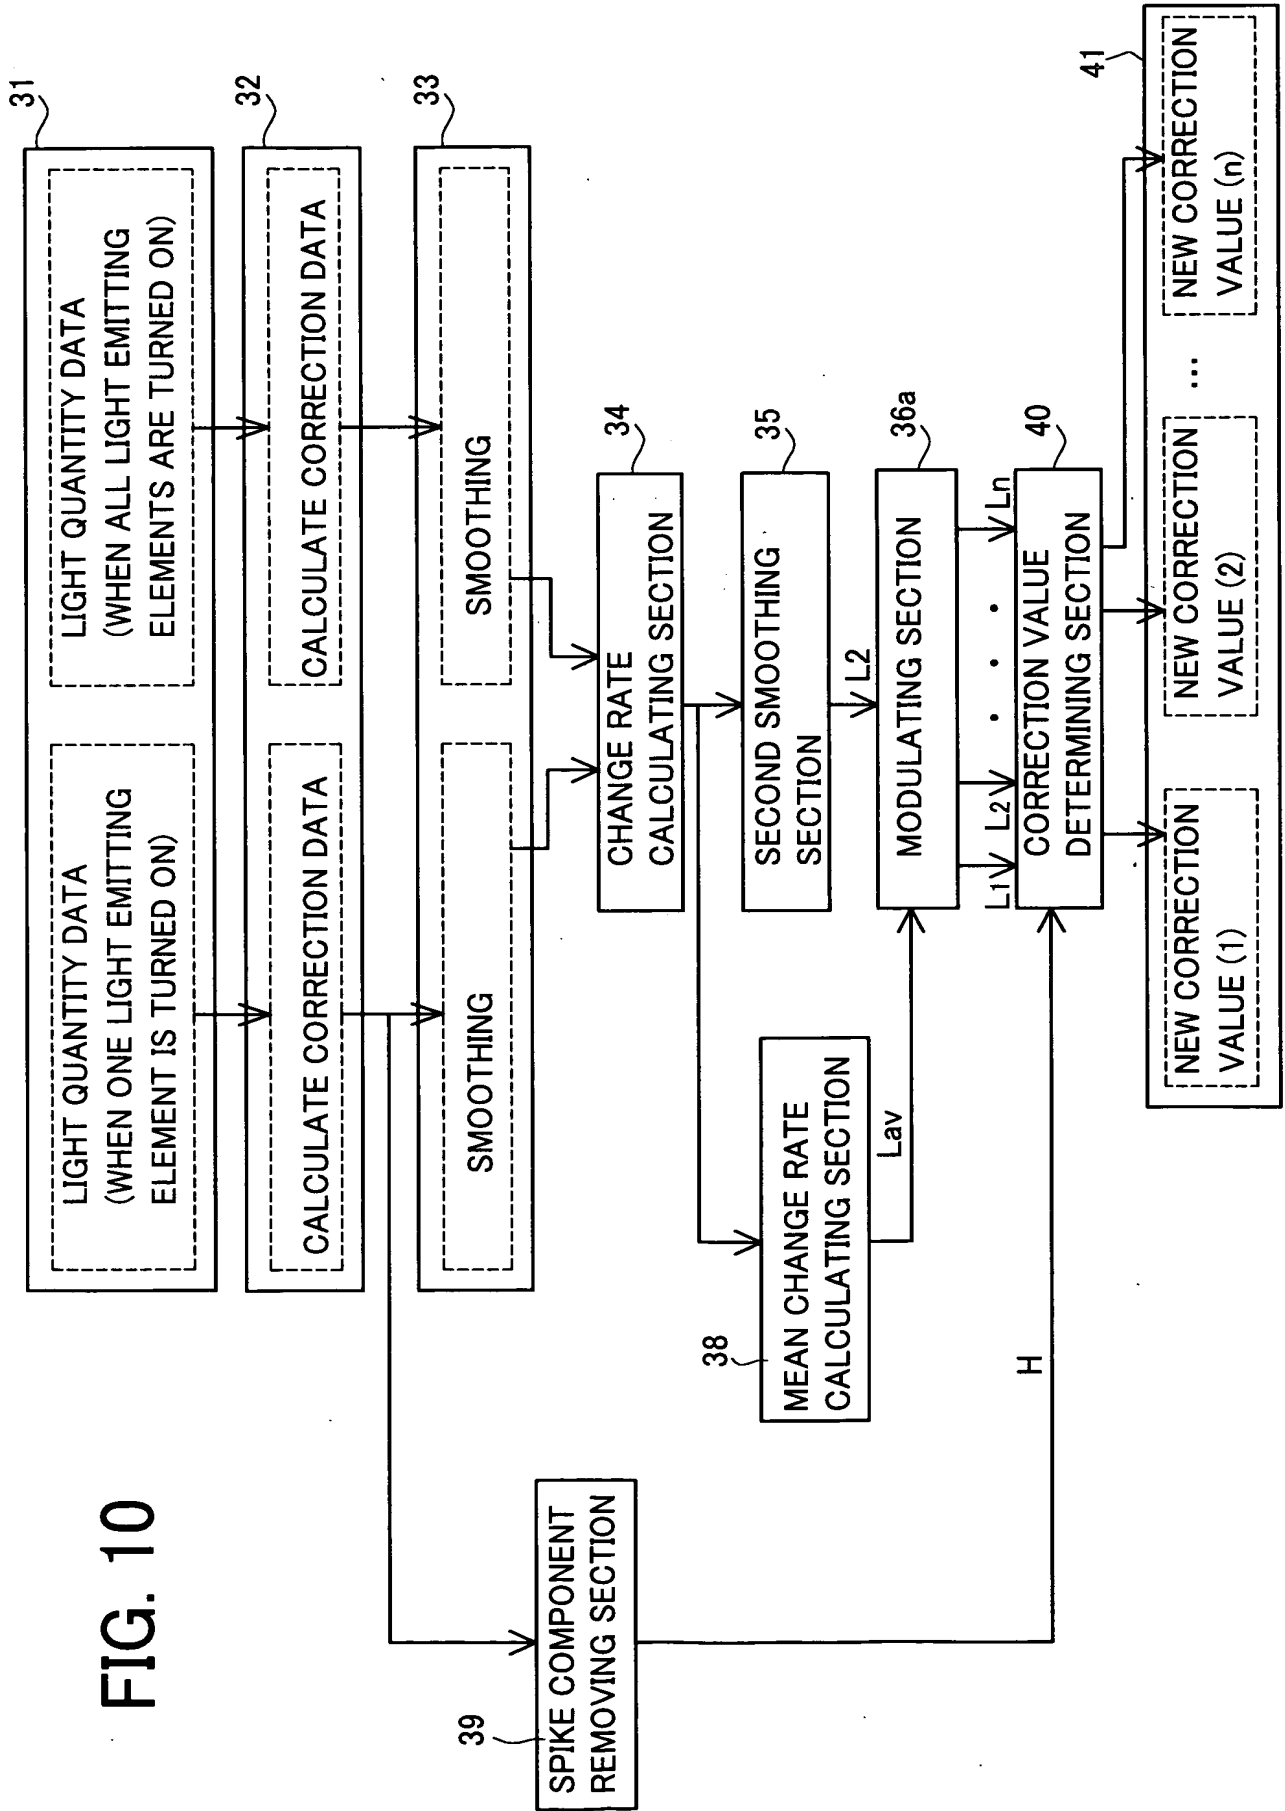 FIG. 10
31
LIGHT QUANTITY DATA
(WHEN ONE LIGHT EMITTING
ELEMENT IS TURNED ON)
LIGHT QUANTITY DATA
(WHEN ALL LIGHT EMITTING
ELEMENTS ARE TURNED ON)
32
CALCULATE CORRECTION DATA
CALCULATE CORRECTION DATA
33
SMOOTHING
SMOOTHING
39
SPIKE COMPONENT
REMOVING SECTION
34
CHANGE RATE
CALCULATING SECTION
38
MEAN CHANGE RATE
CALCULATING SECTION
Lav
35
SECOND SMOOTHING
SECTION
L2
36a
MODULATING SECTION
L1
L2
· · ·
Ln
H
40
CORRECTION VALUE
DETERMINING SECTION
41
NEW CORRECTION
VALUE (1)
NEW CORRECTION
VALUE (2)
...
NEW CORRECTION
VALUE (n)